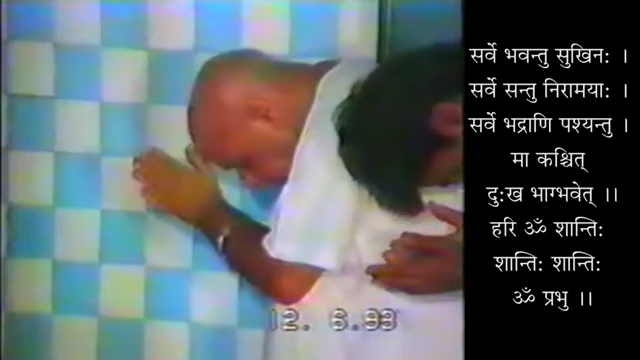 सर्वे भवन्तु सुखिन: ।
सर्वे सन्तु निरामया: ।
सर्वे भद्राणि पश्यन्तु ।
मा कश्चित्
दु:ख भाग्भवेत् ।।
हरि ॐ शान्ति:
शान्ति: शान्ति:
ॐ प्रभु ।।
12. 6.93